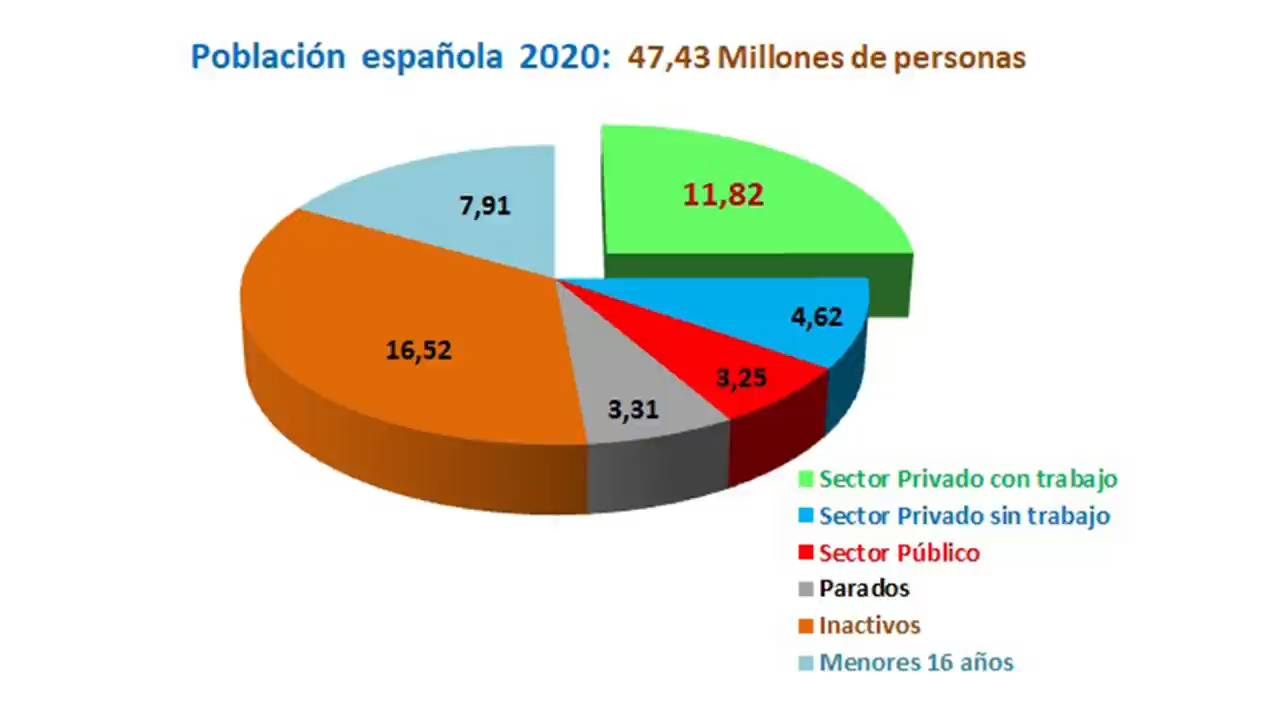 Población española 2020: 47,43 Millones de personas
11,82
7,91
4,62
16,52
3,25
3,31
Sector Privado con trabajo
Sector Privado sin trabajo
Sector Público
Parados
Inactivos
Menores 16 años